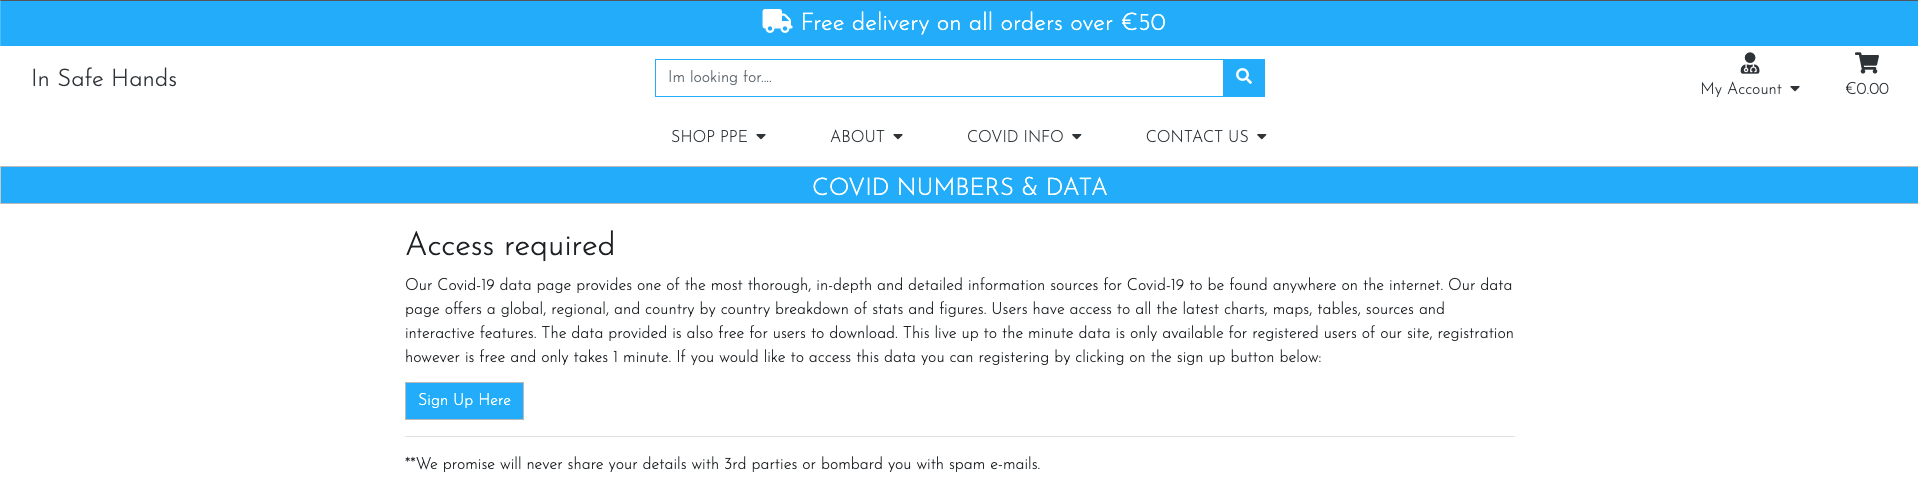 Free delivery on all orders over €50
In Safe Hands
Im looking for....
My Account
€0.00
SHOP PPE
ABOUT
COVID INFO
CONTACT US
COVID NUMBERS & DATA
Access required
Our Covid-19 data page provides one of the most thorough, in-depth and detailed information sources for Covid-19 to be found anywhere on the internet. Our data
page offers a global, regional, and country by country breakdown of stats and figures. Users have access to all the latest charts, maps, tables, sources and
interactive features. The data provided is also free for users to download. This live up to the minute data is only available for registered users of our site, registration
however is free and only takes 1 minute. If you would like to access this data you can registering by clicking on the sign up button below:
Sign Up Here
**We promise will never share your details with 3rd parties or bombard you with spam e-mails.